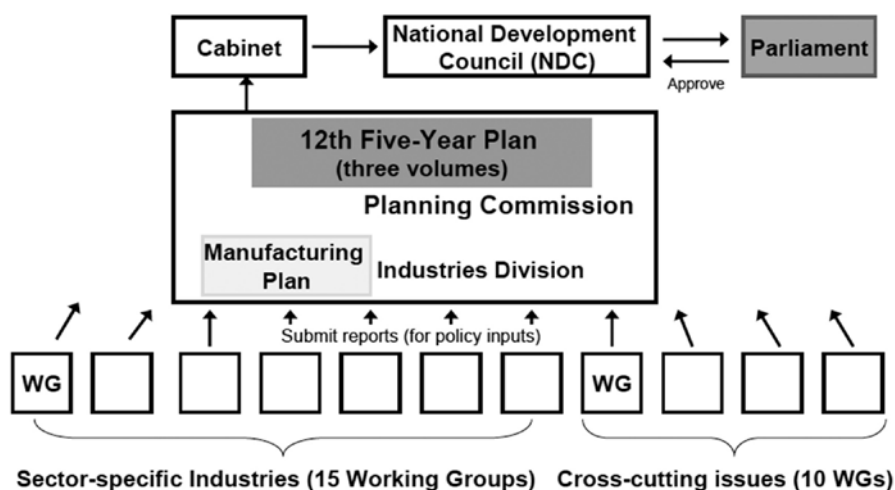 Cabinet
National Development
Council (NDC)
Parliament
Approve
12th Five-Year Plan
(three volumes)
Planning Commission
Manufacturing
Plan
Industries Division
Submit reports (for policy inputs)
WG
WG
Sector-specific Industries (15 Working Groups)
Cross-cutting issues (10 WGs)